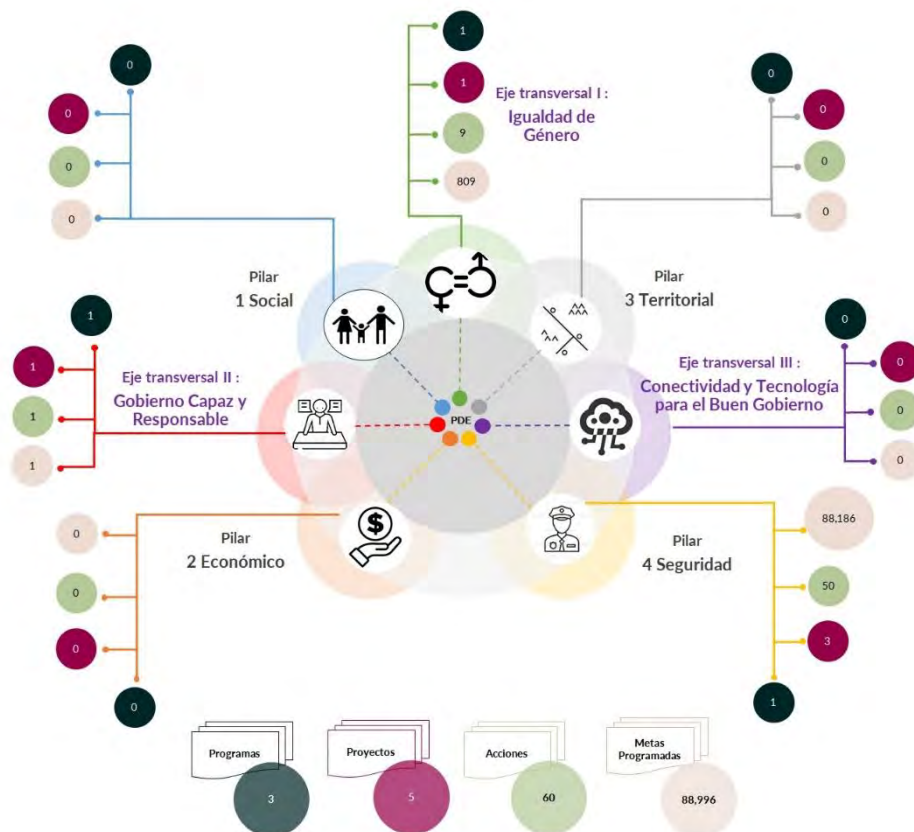 0
0
0
0
1
1
9
809
Eje transversal I :
Igualdad de
Género
0
0
0
0
Pilar
1 Social
Pilar
3 Territorial
1
1
1
1
Eje transversal II :
Gobierno Capaz y
Responsable
PDE
Eje transversal III :
Conectividad y Tecnología
para el Buen Gobierno
0
0
0
0
$
Pilar
2 Económico
0
0
0
0
Pilar
4 Seguridad
88,186
50
3
1
Programas
3
Proyectos
5
Acciones
60
Metas
Programadas
88,996